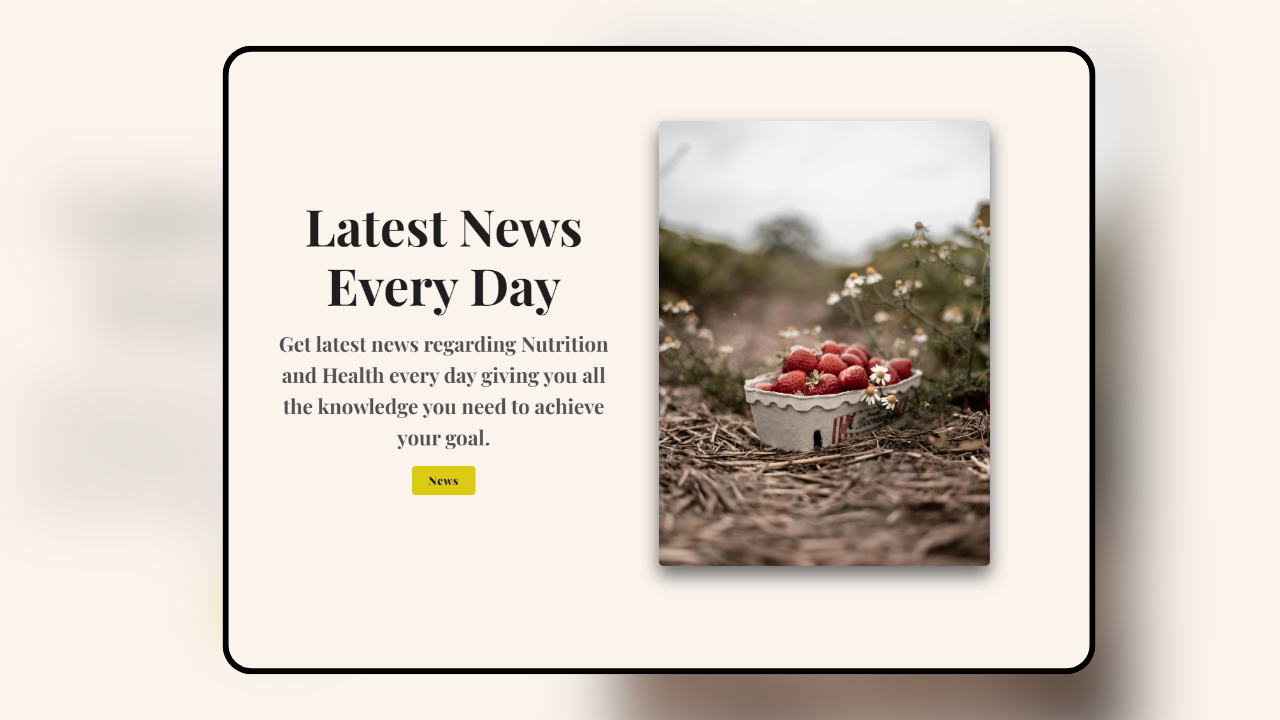 Latest News
Every Day
Get latest news regarding Nutrition
and Health every day giving you all
the knowledge you need to achieve
your goal.
News